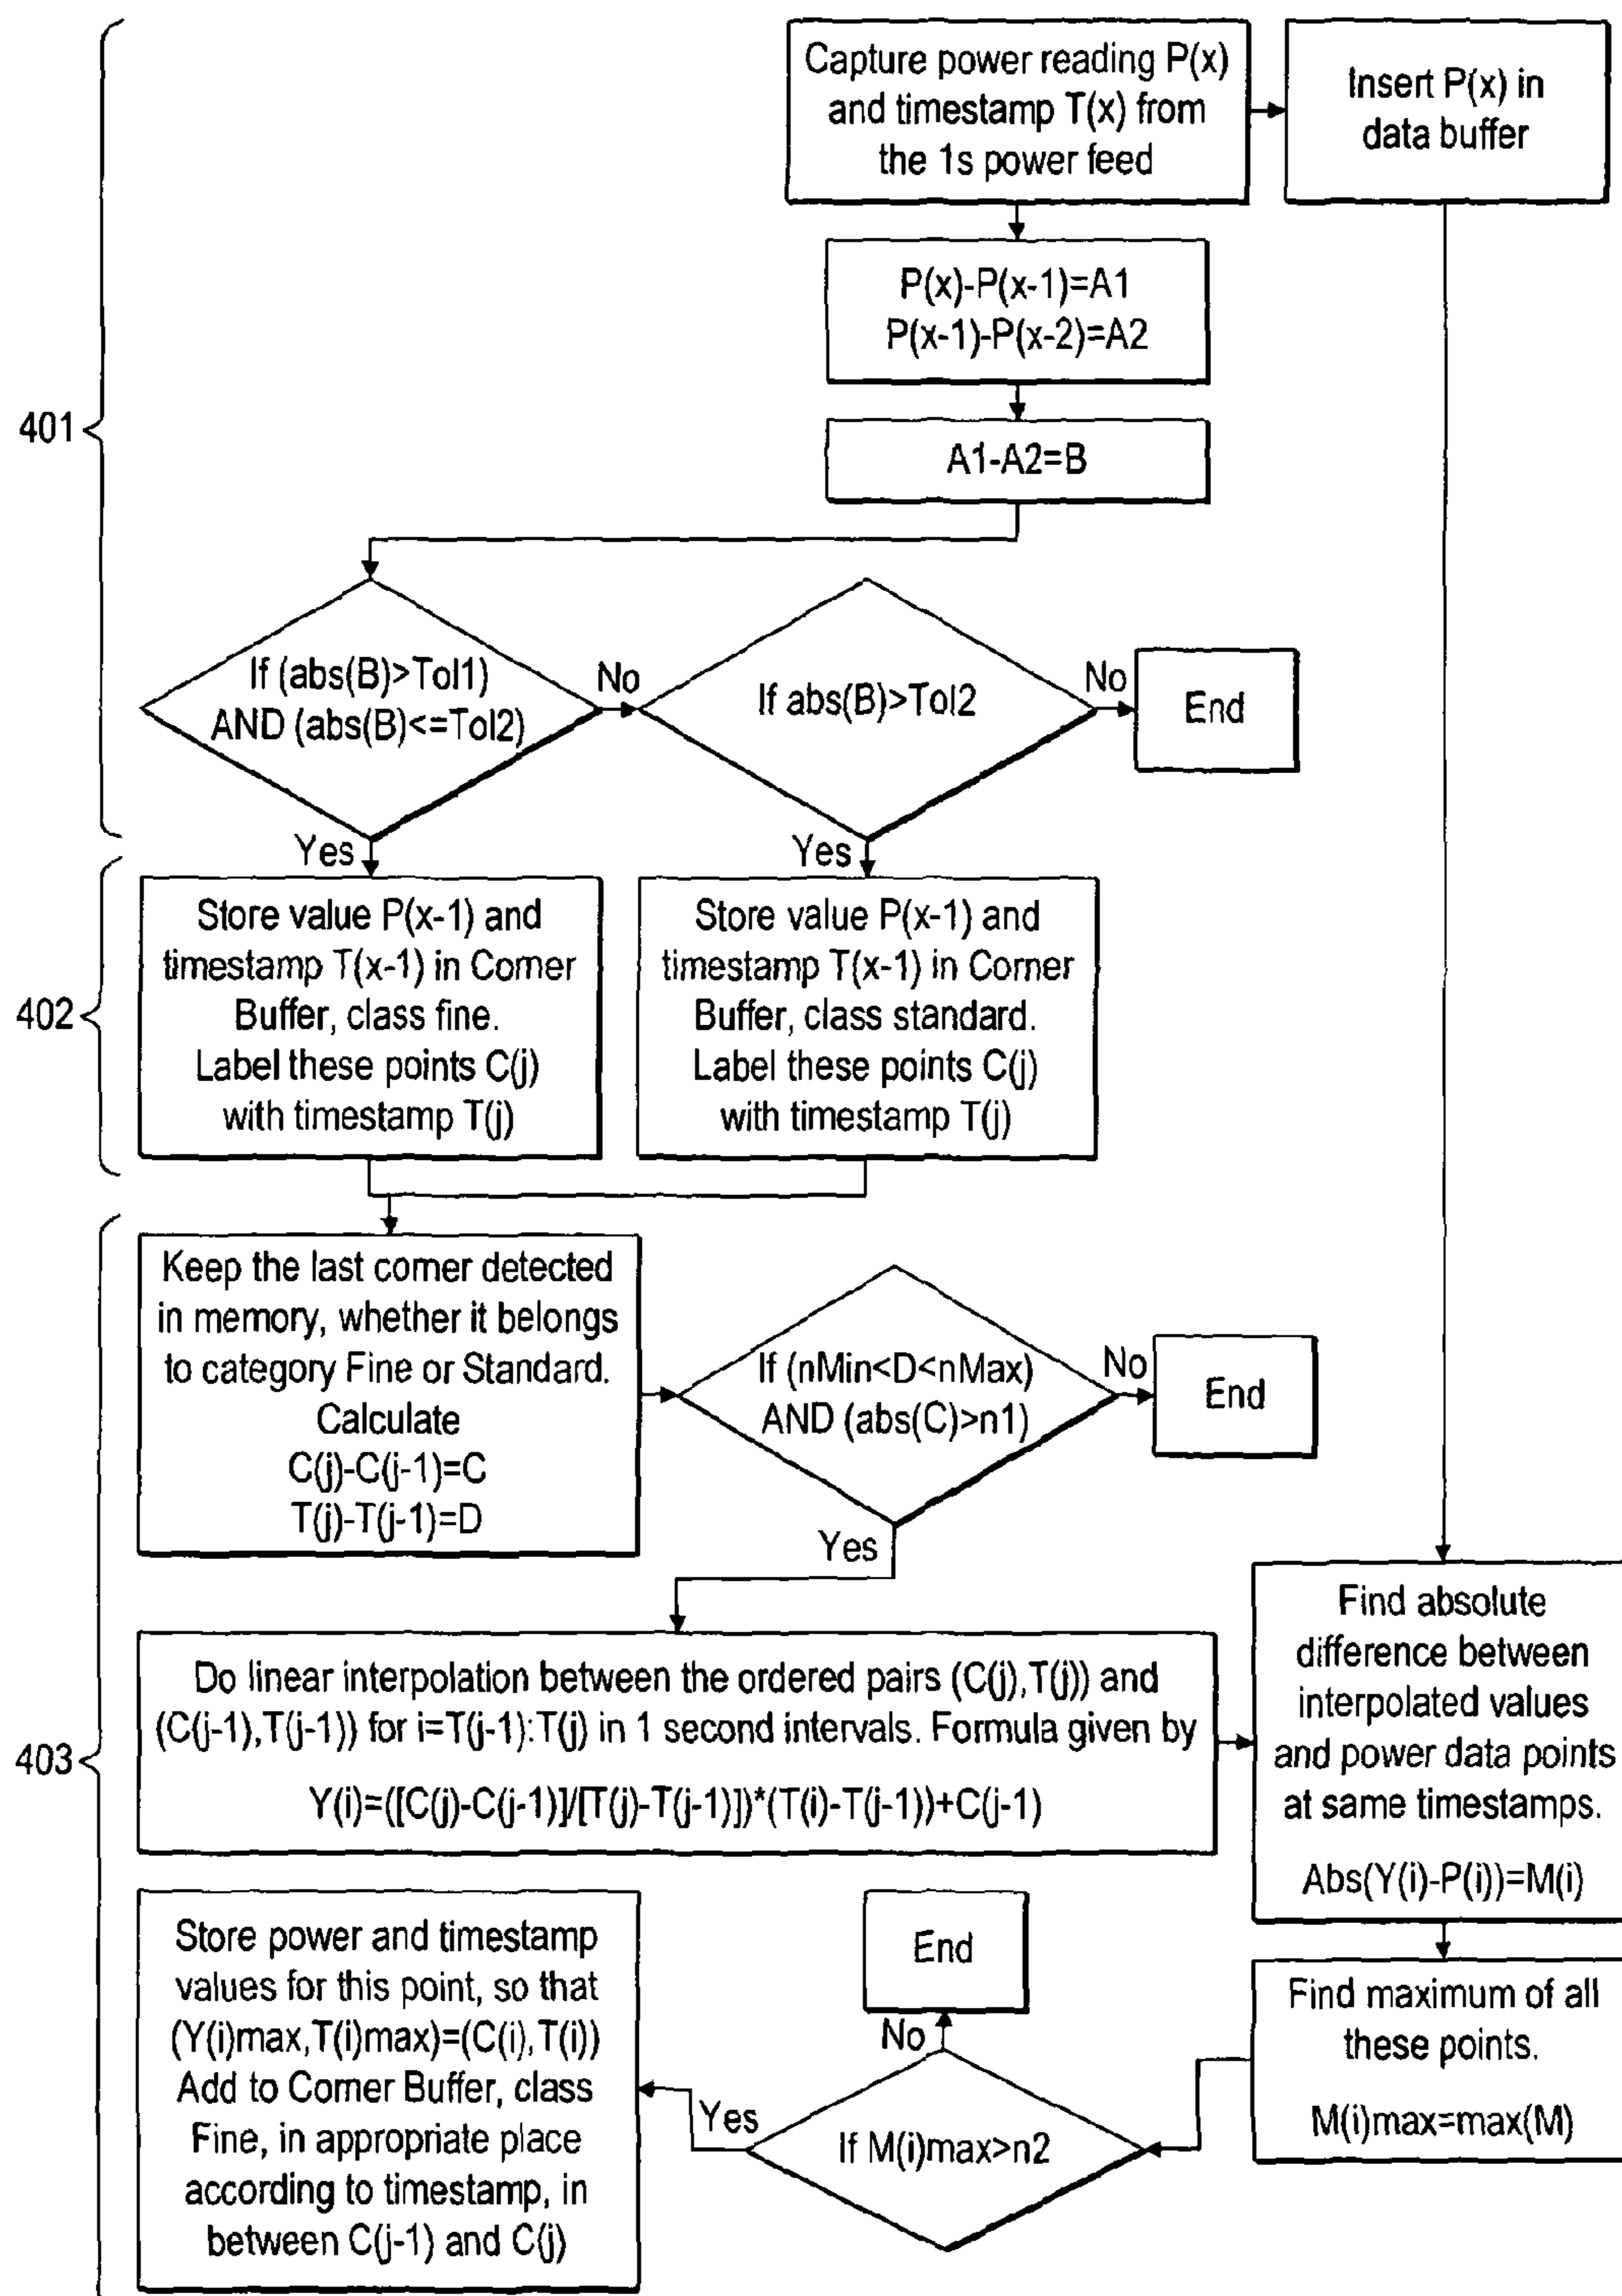 Capture power reading P(x)
and timestamp T(x) from
the 1s power feed
Insert P(x) in
data buffer
P(x)-P(x-1)=A1
P(x-1)-P(x-2)=A2
401
A1-A2=B
If (abs(B)>Tol1)
AND (abs(B)<=Tol2)
No
If abs(B)>Tol2
No
End
Yes
Yes
402
Store value P(x-1) and
timestamp T(x-1) in Corner
Buffer, class fine.
Label these points C(j)
with timestamp T(j)
Store value P(x-1) and
timestamp T(x-1) in Corner
Buffer, class standard.
Label these points C(j)
with timestamp T(j)
403
Keep the last corner detected
in memory, whether it belongs
to category Fine or Standard.
Calculate
C(j)-C(j-1)=C
T(j)-T(j-1)=D
If (nMin<D<nMax)
AND (abs(C)>n1)
No
End
Yes
Do linear interpolation between the ordered pairs (C(j),T(j)) and
(C(j-1),T(j-1)) for i=T(j-1):T(j) in 1 second intervals. Formula given by
Y(i)=([C(j)-C(j-1)]/[T(j)-T(j-1)])*(T(i)-T(j-1))+C(j-1)
Find absolute
difference between
interpolated values
and power data points
at same timestamps.
Abs(Y(i)-P(i))=M(i)
Find maximum of all
these points.
M(i)max=max(M)
If M(i)max>n2
No
End
Yes
Store power and timestamp
values for this point, so that
(Y(i)max,T(i)max)=(C(i),T(i))
Add to Corner Buffer, class
Fine, in appropriate place
according to timestamp, in
between C(j-1) and C(j)